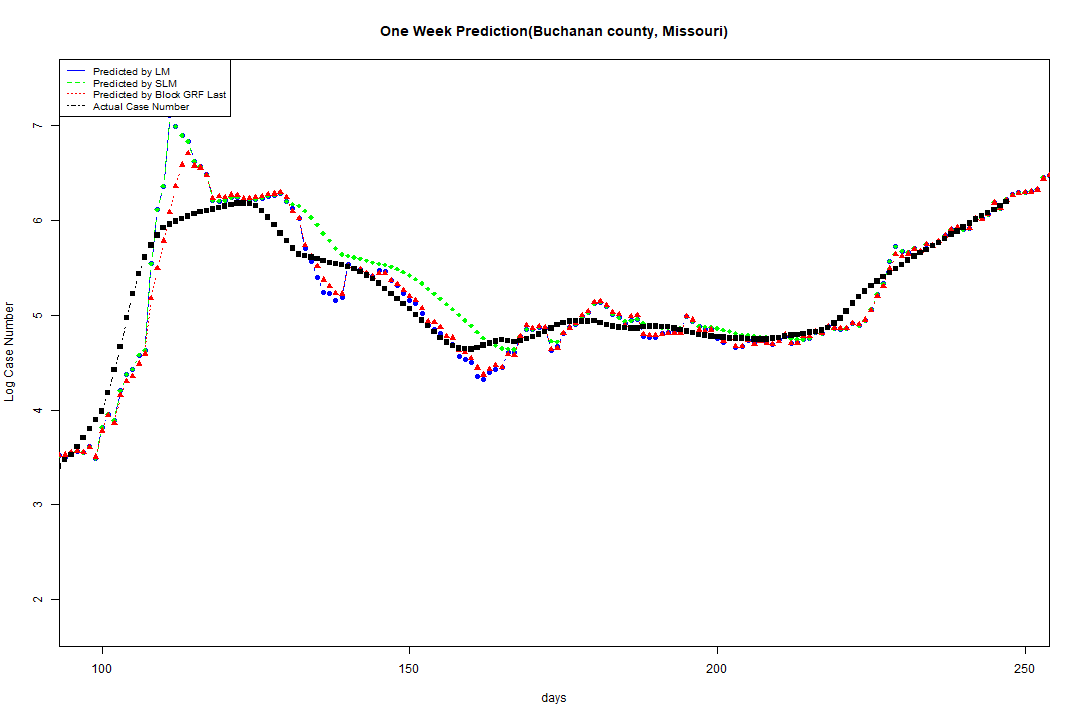 One Week Prediction(Buchanan county, Missouri)
Predicted by LM
Predicted by SLM
Predicted by Block GRF Last
Actual Case Number
7
6
5
4
3
2
Log Case Number
100 150 200 250
days